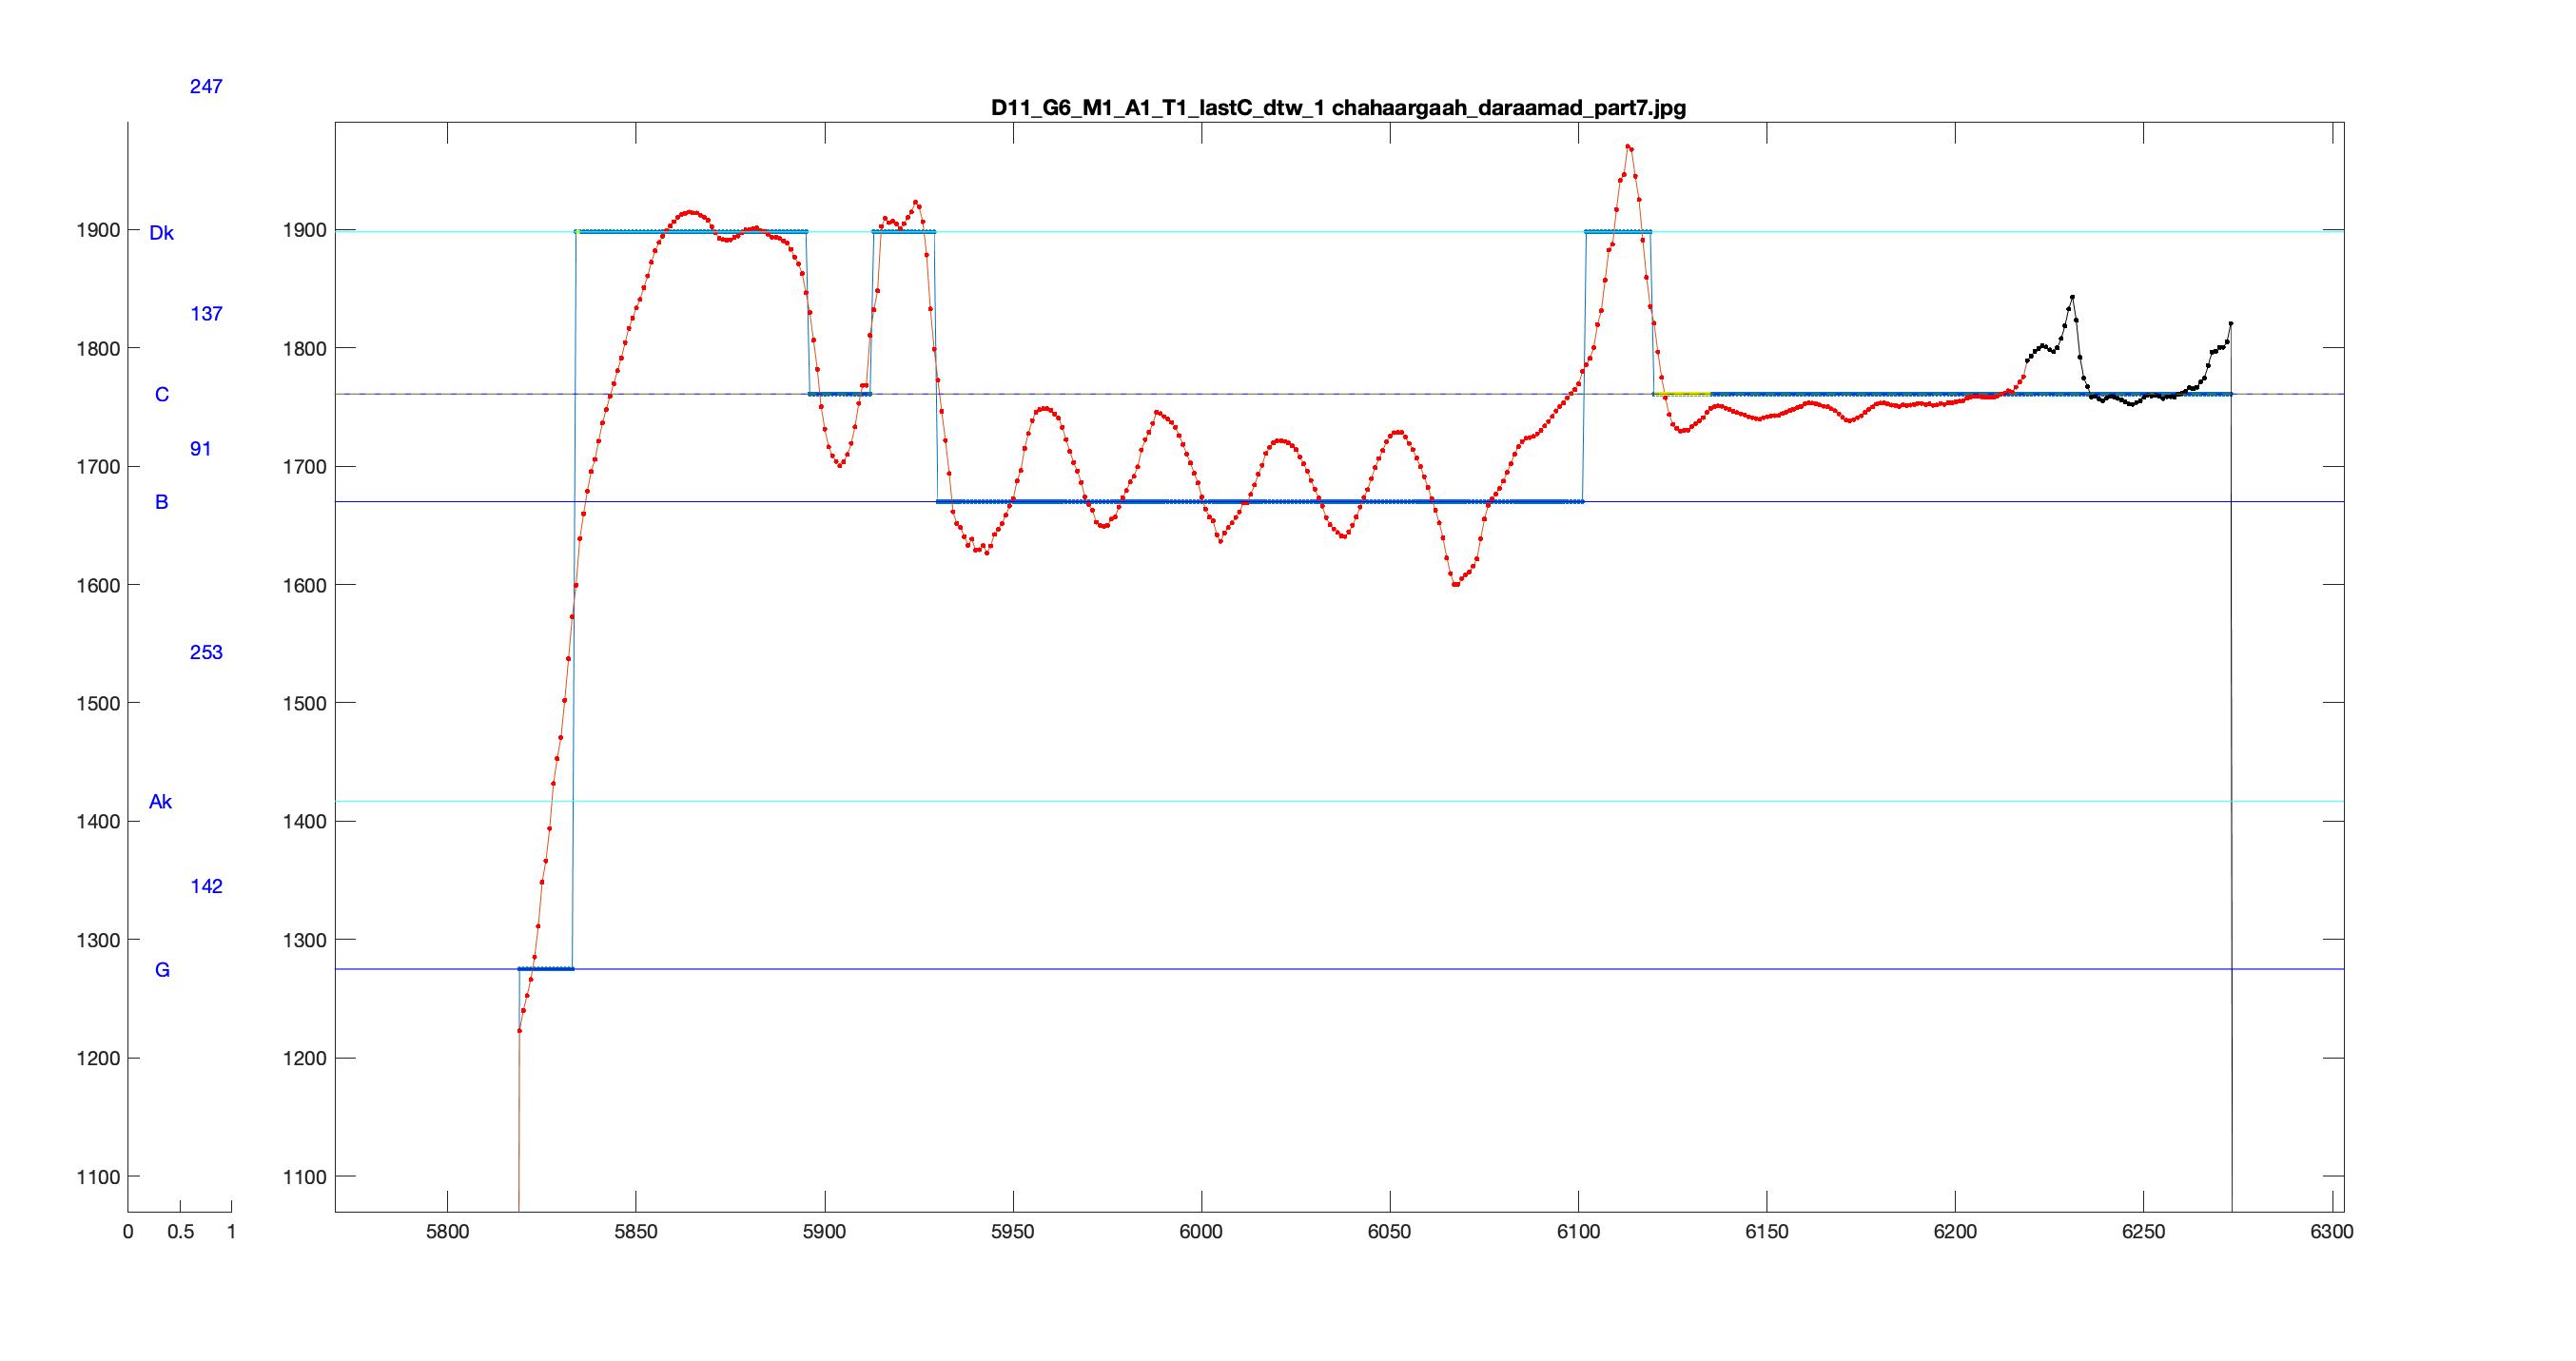 247
D11_G6_M1_A1_T1_lastC_dtw_1 chahaargaah_daraamad_part7.jpg
1900 Dk 1900
137
1800 1800
C
91
1700 1700
B
1600 1600
253
1500 1500
Ak
1400 1400
142
1300 1300
G
1200 1200
1100 1100
0 0.5 1 5800 5850 5900 5950 6000 6050 6100 6150 6200 6250 6300